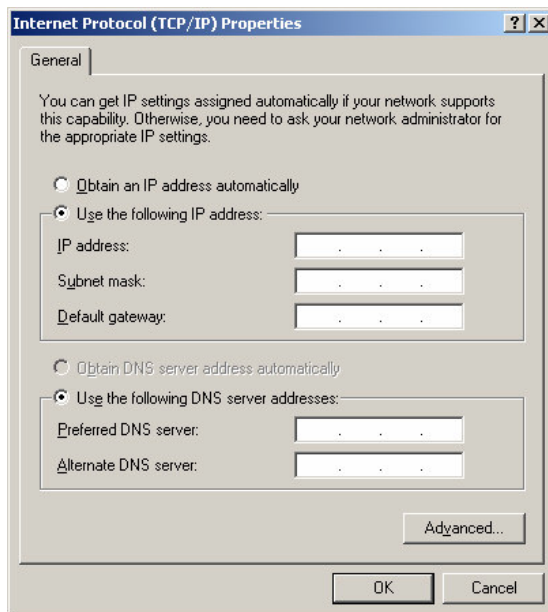 Internet Protocol (TCP/IP) Properties
General
You can get IP settings assigned automatically if your network supports
this capability. Otherwise, you need to ask your network administrator for
the appropriate IP settings.
Obtain an IP address automatically
Use the following IP address:
IP address:
Subnet mask:
Default gateway:
Obtain DNS server address automatically
Use the following DNS server addresses:
Preferred DNS server:
Alternate DNS server:
Advanced...
OK Cancel